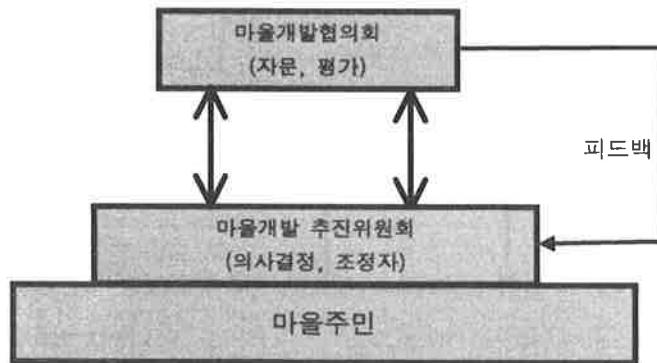 마을개발협의회
(자문, 평가)
피드백
마을개발 추진위원회
(의사결정, 조정자)
마을주민